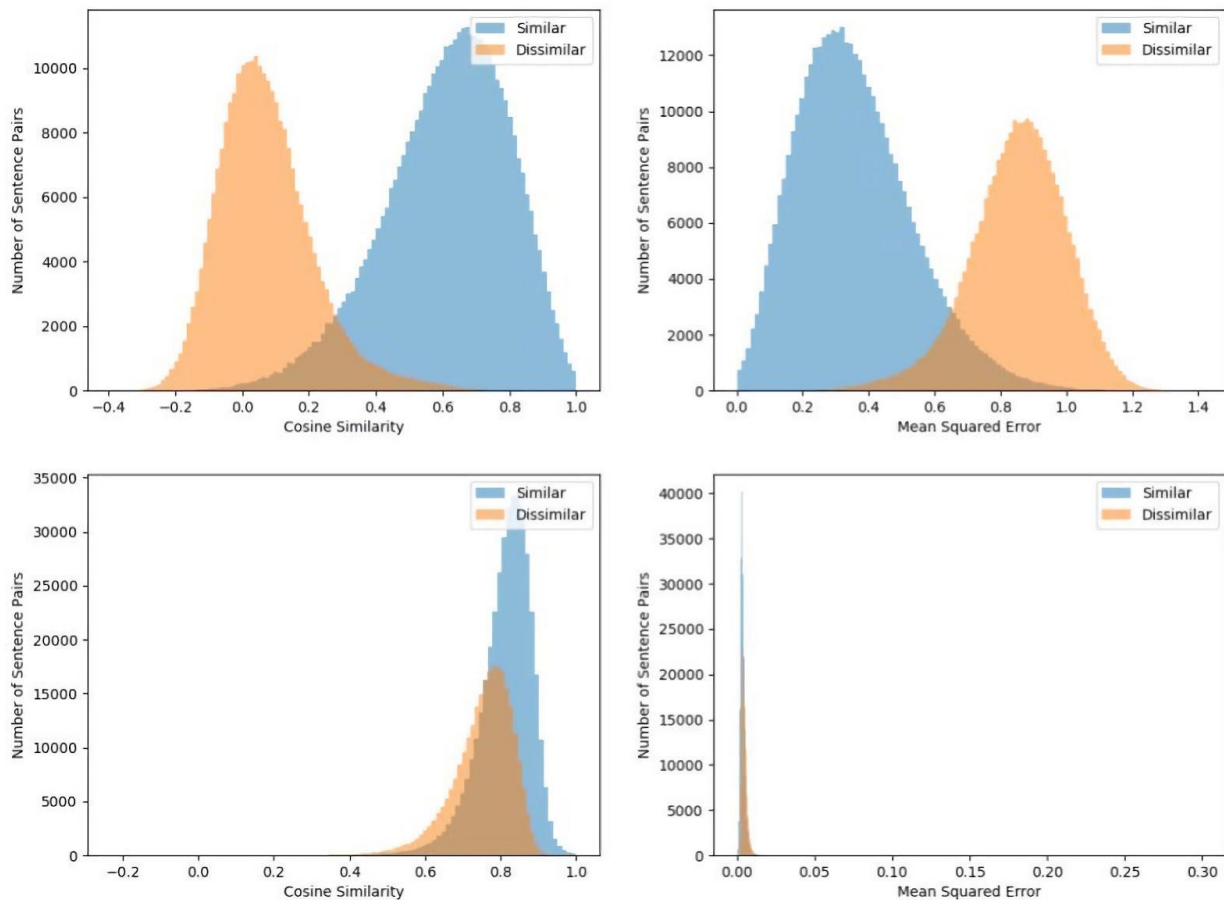 Similar
Dissimilar
Number of Sentence Pairs
10000
8000
6000
4000
2000
0
−0.4 −0.2 0.0 0.2 0.4 0.6 0.8 1.0
Cosine Similarity
Similar
Dissimilar
Number of Sentence Pairs
12000
10000
8000
6000
4000
2000
0
0.0 0.2 0.4 0.6 0.8 1.0 1.2 1.4
Mean Squared Error
Similar
Dissimilar
Number of Sentence Pairs
35000
30000
25000
20000
15000
10000
5000
0
−0.2 0.0 0.2 0.4 0.6 0.8 1.0
Cosine Similarity
Similar
Dissimilar
Number of Sentence Pairs
40000
35000
30000
25000
20000
15000
10000
5000
0
0.00 0.05 0.10 0.15 0.20 0.25 0.30
Mean Squared Error